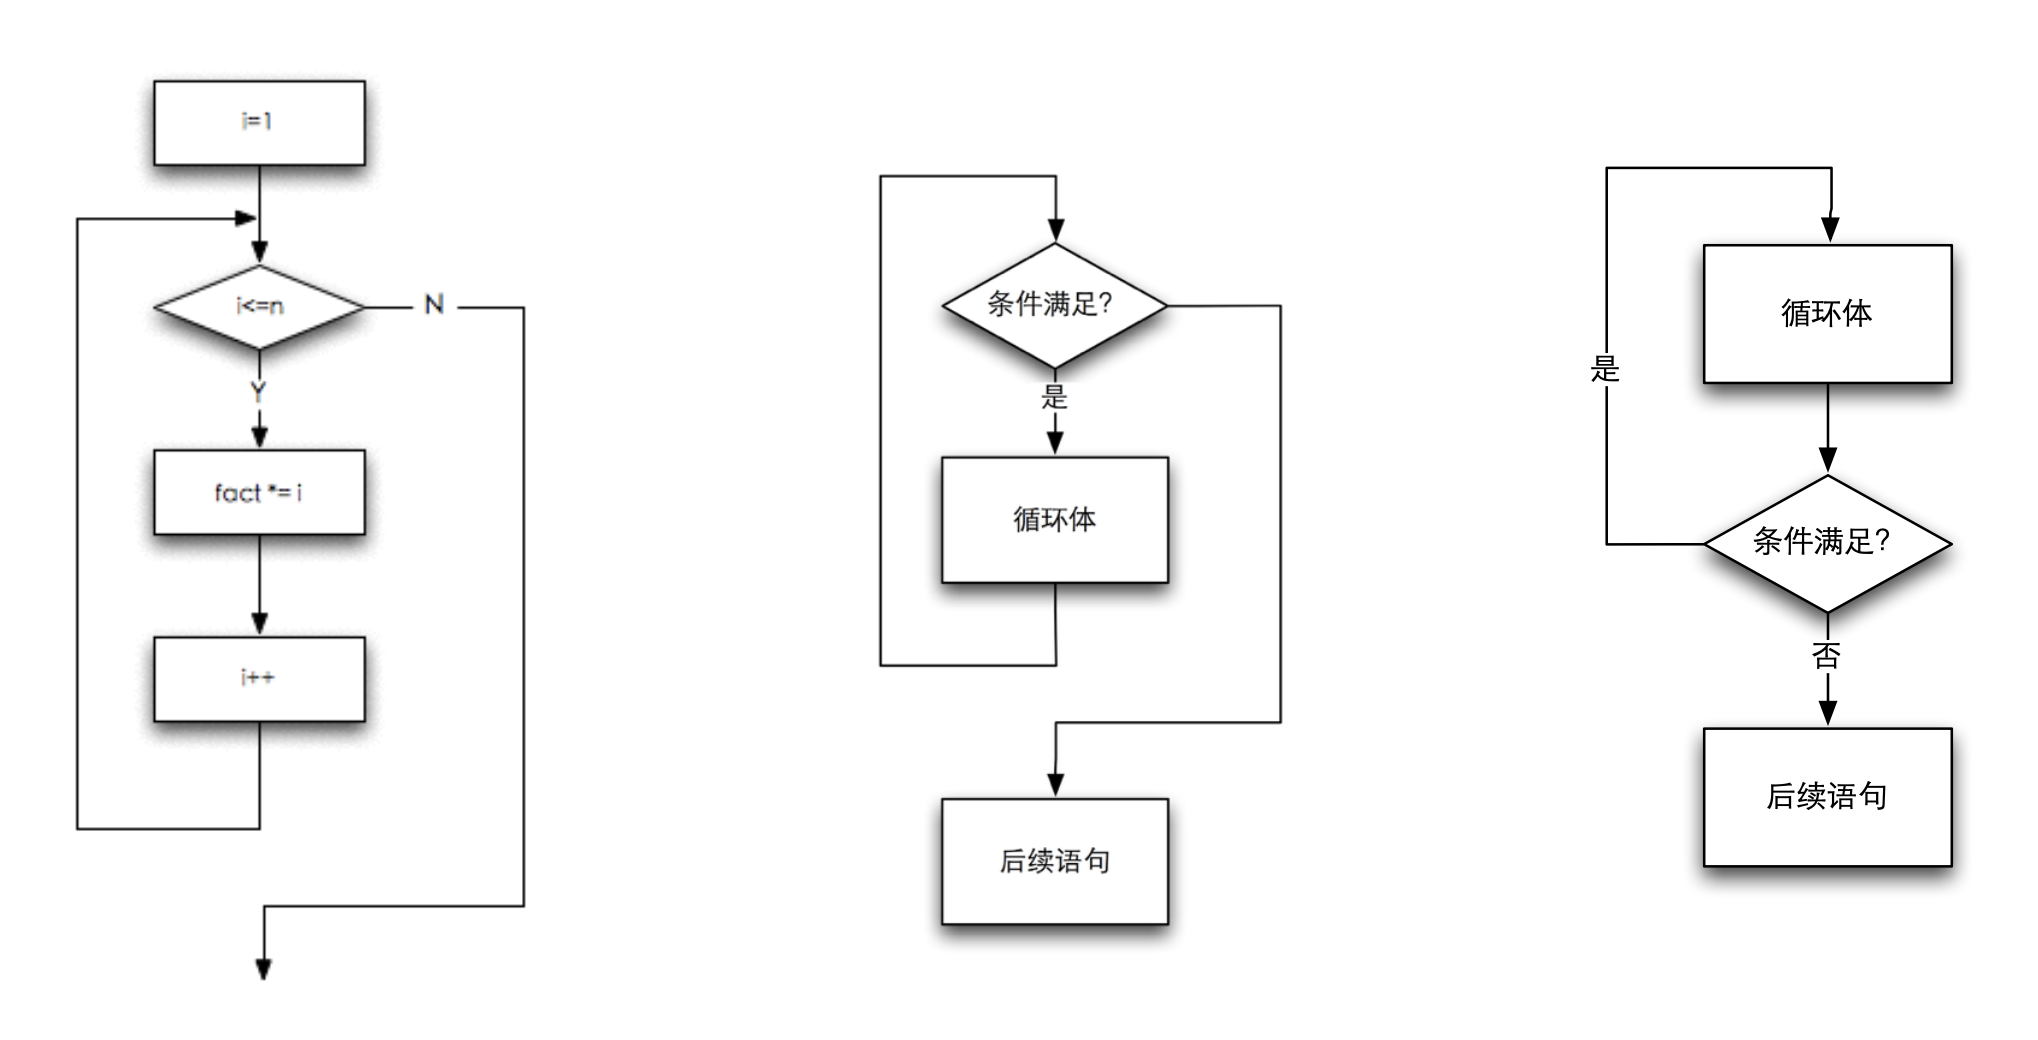 i=1
i<=n
N
Y
fact *= i
i++
条件满足?
是
循环体
后续语句
循环体
是
条件满足?
否
后续语句